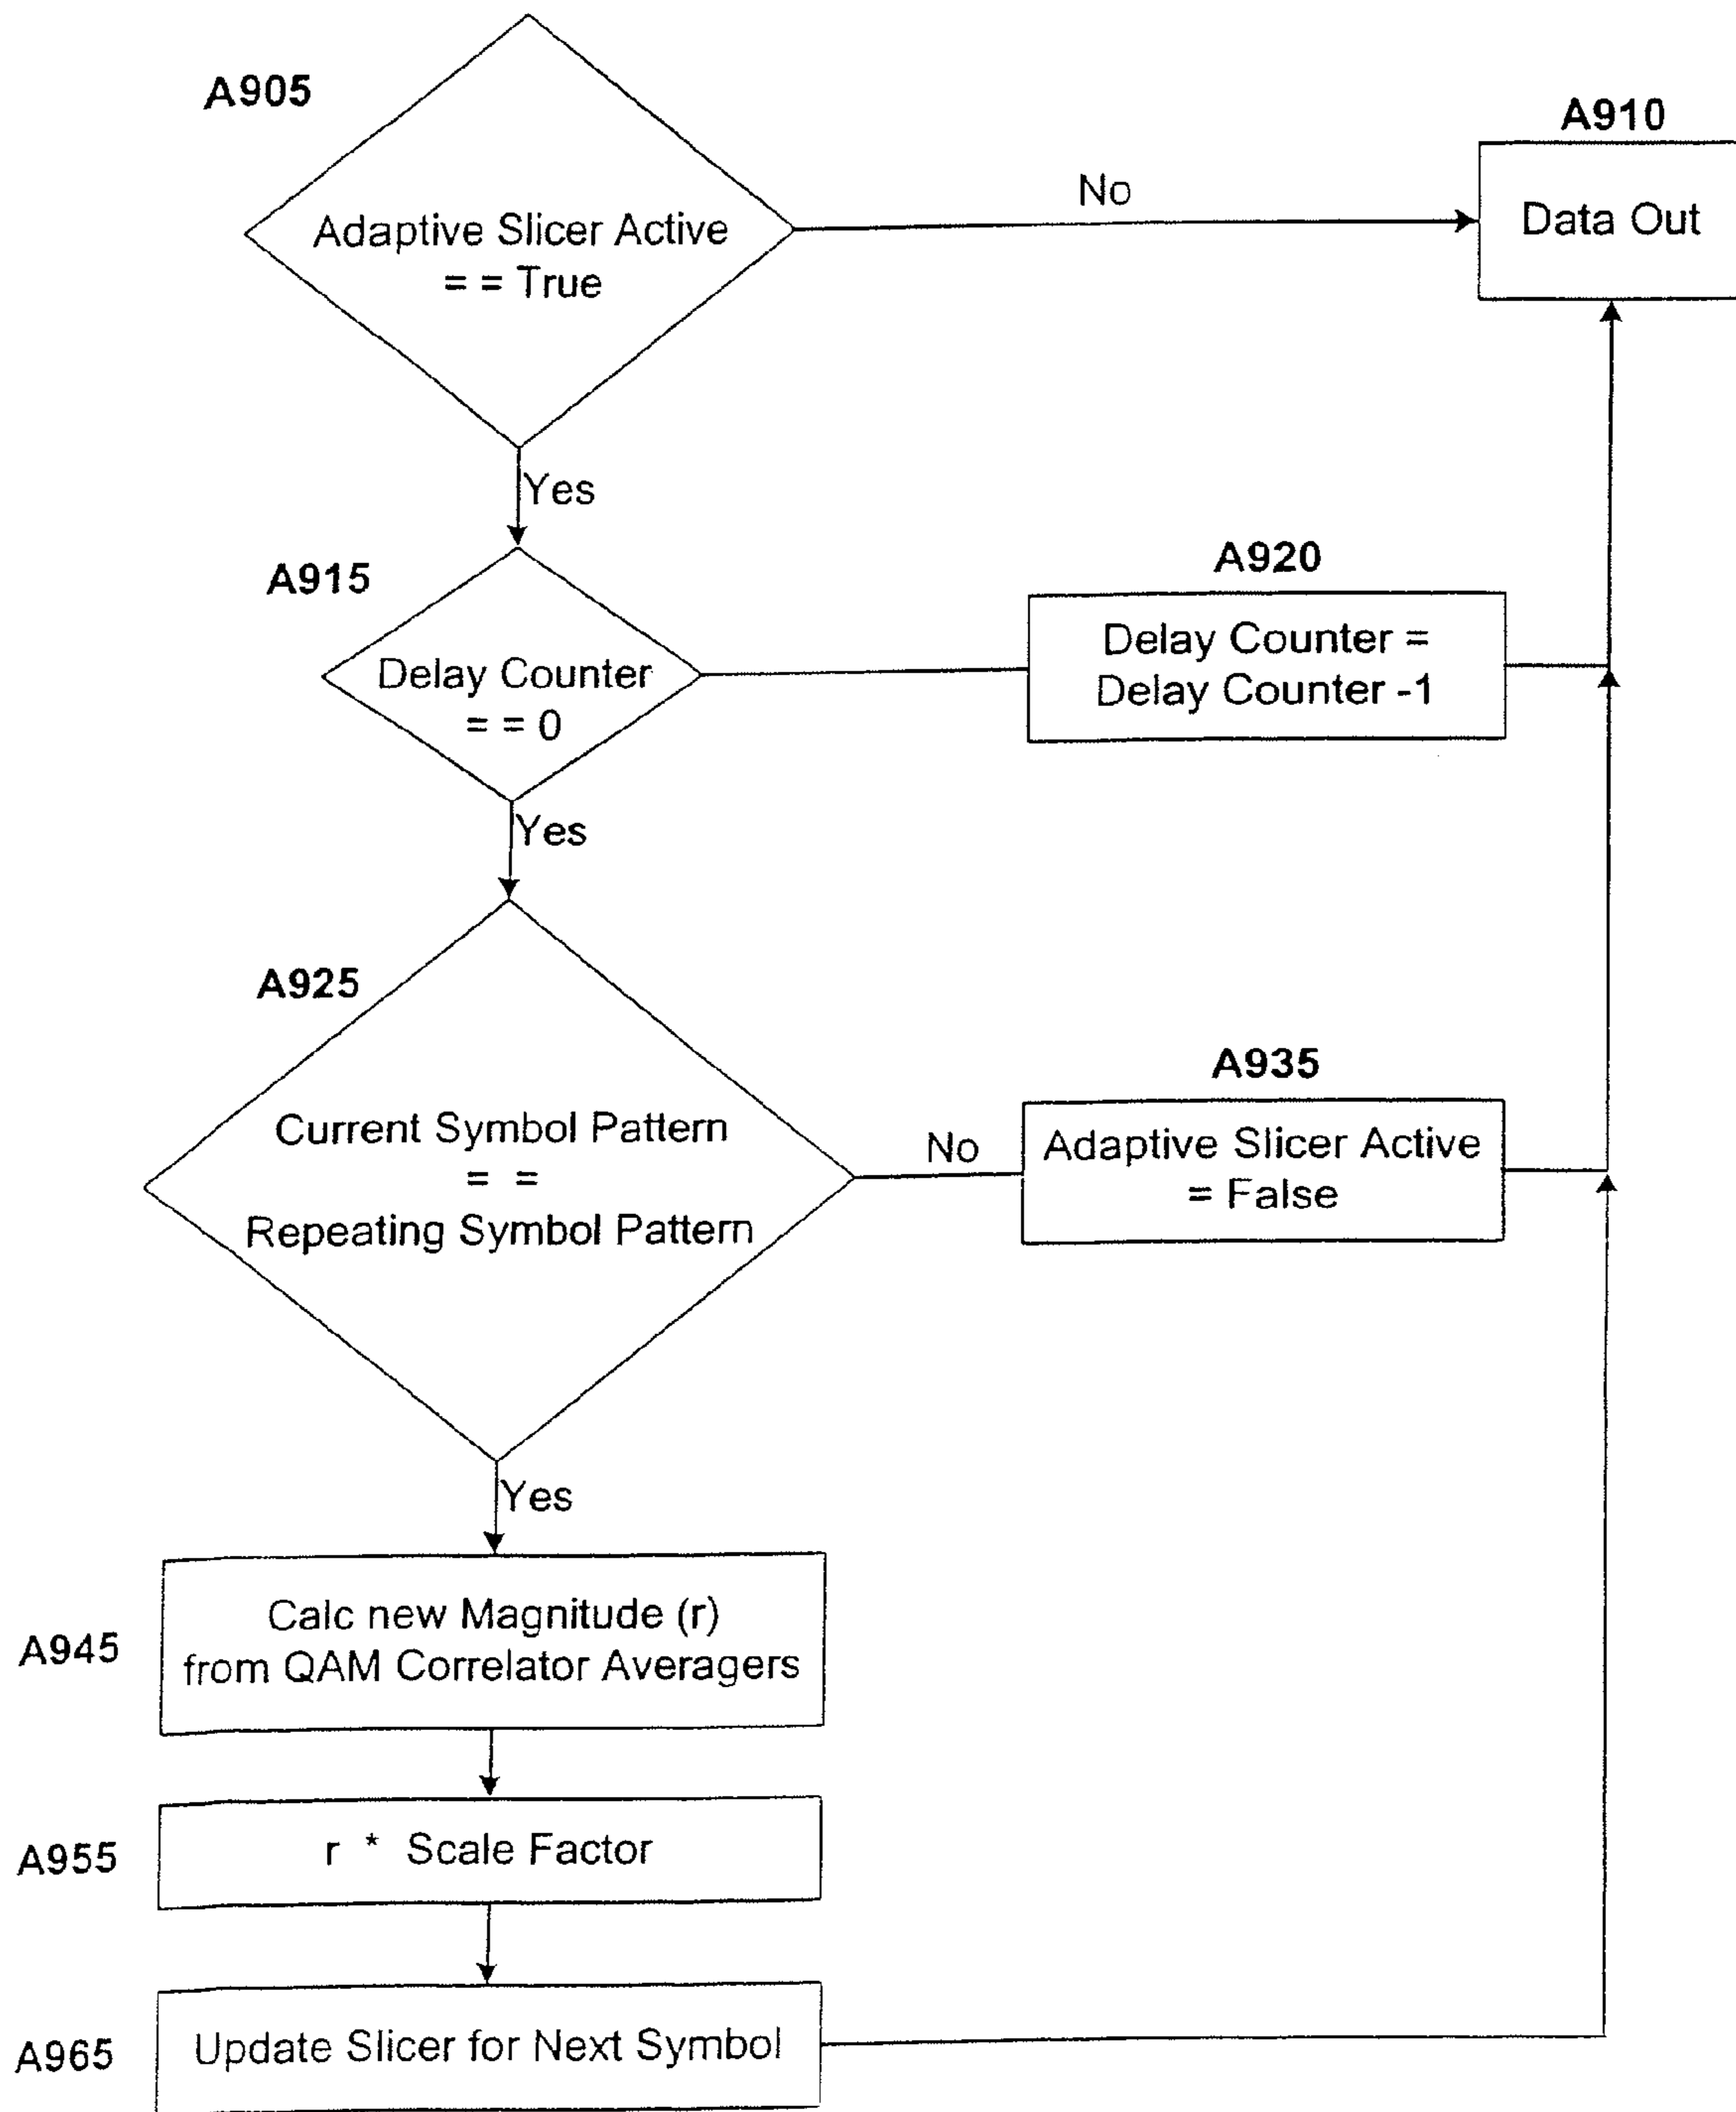 A905
Adaptive Slicer Active
= = True
No
A910
Data Out
Yes
A915
Delay Counter
= = 0
A920
Delay Counter =
Delay Counter -1
Yes
A925
Current Symbol Pattern
= =
Repeating Symbol Pattern
No
A935
Adaptive Slicer Active
= False
Yes
A945
Calc new Magnitude (r)
from QAM Correlator Averagers
A955
r * Scale Factor
A965
Update Slicer for Next Symbol